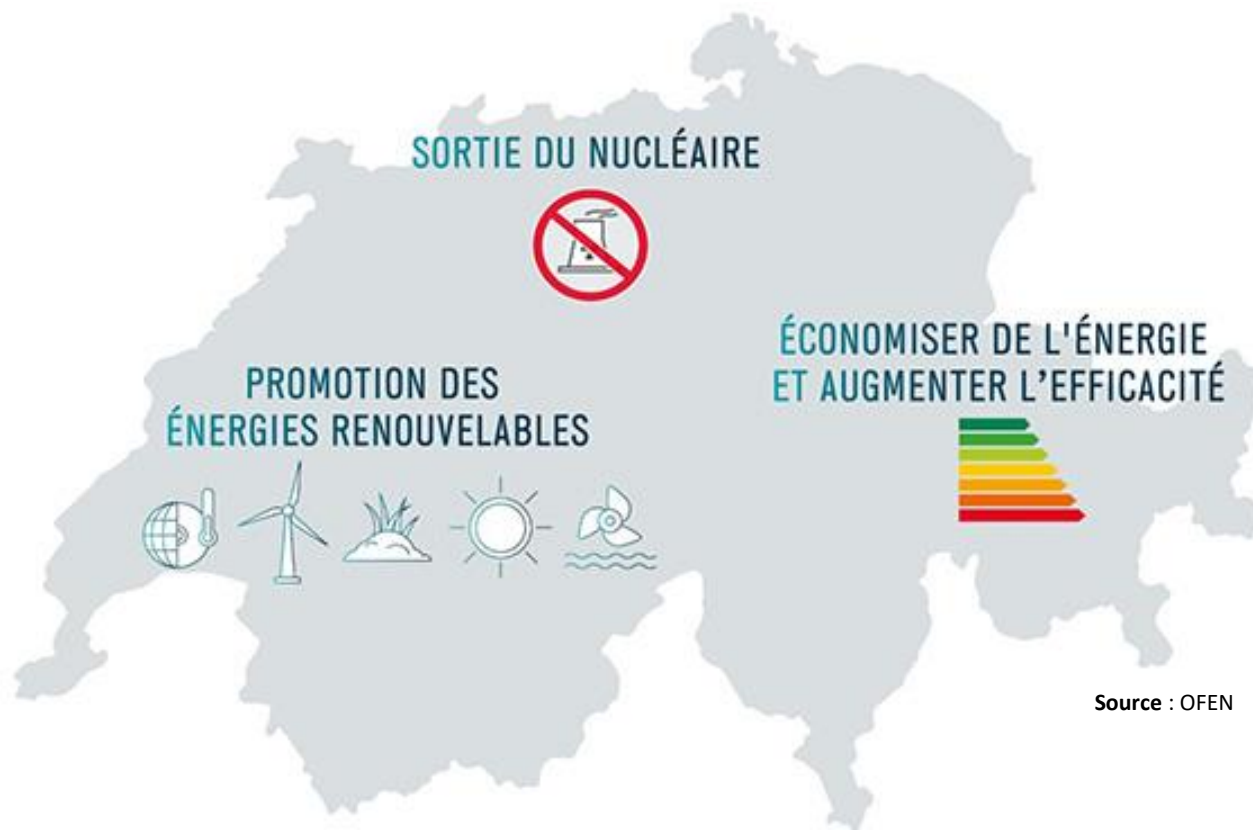 SORTIE DU NUCLÉAIRE
PROMOTION DES
ÉNERGIES RENOUVELABLES
ÉCONOMISER DE L'ÉNERGIE
ET AUGMENTER L’EFFICACITÉ
Source : OFEN